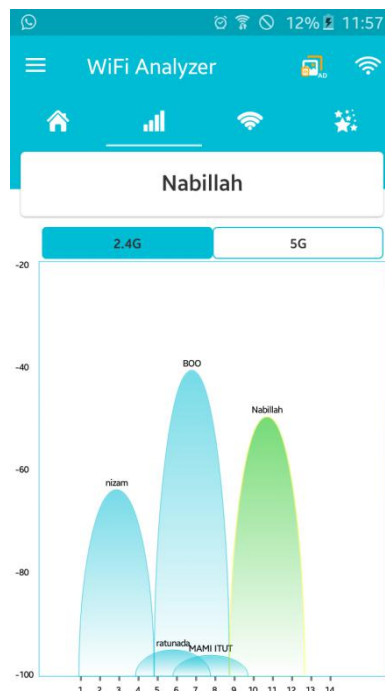 12% 11:57
WiFi Analyzer
AD
Nabillah
2.4G 5G
-20
-40
BOO
Nabillah
-60
nizam
-80
ratunada MAMI ITUT
-100
1 2 3 4 5 6 7 8 9 10 11 12 13 14